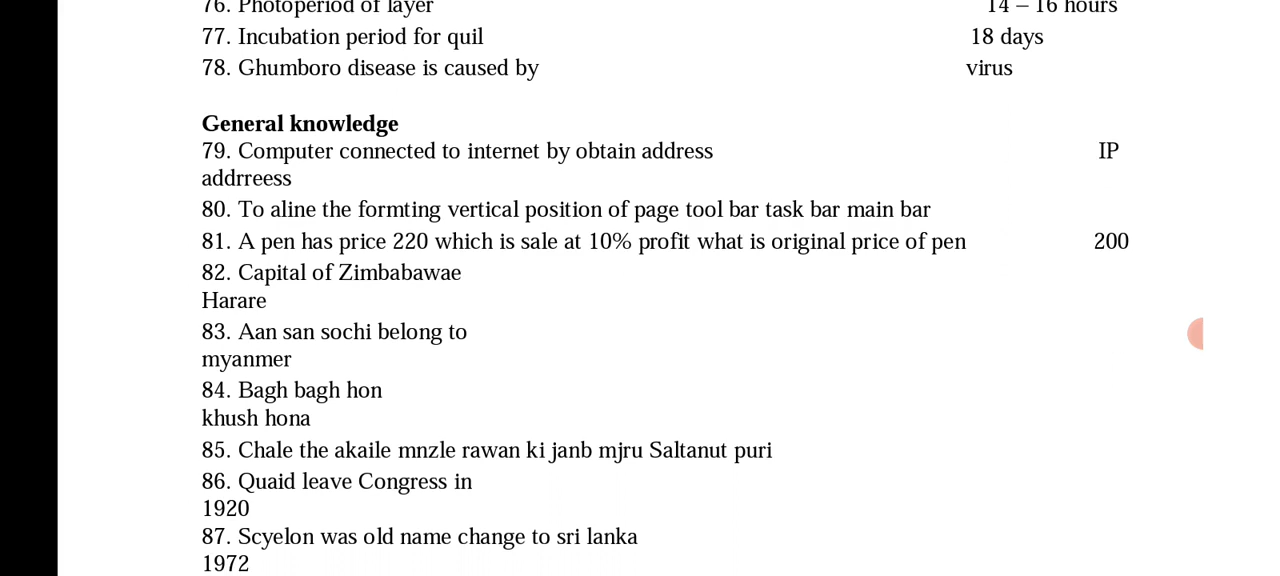 76. Photoperiod of layer 14 – 16 hours
77. Incubation period for quil 18 days
78. Ghumboro disease is caused by virus
General knowledge
79. Computer connected to internet by obtain address IP
addrreess
80. To aline the formting vertical position of page tool bar task bar main bar
81. A pen has price 220 which is sale at 10% profit what is original price of pen 200
82. Capital of Zimbabawae
Harare
83. Aan san sochi belong to
myanmer
84. Bagh bagh hon
khush hona
85. Chale the akaile mnzle rawan ki janb mjru Saltanut puri
86. Quaid leave Congress in
1920
87. Scyelon was old name change to sri lanka
1972